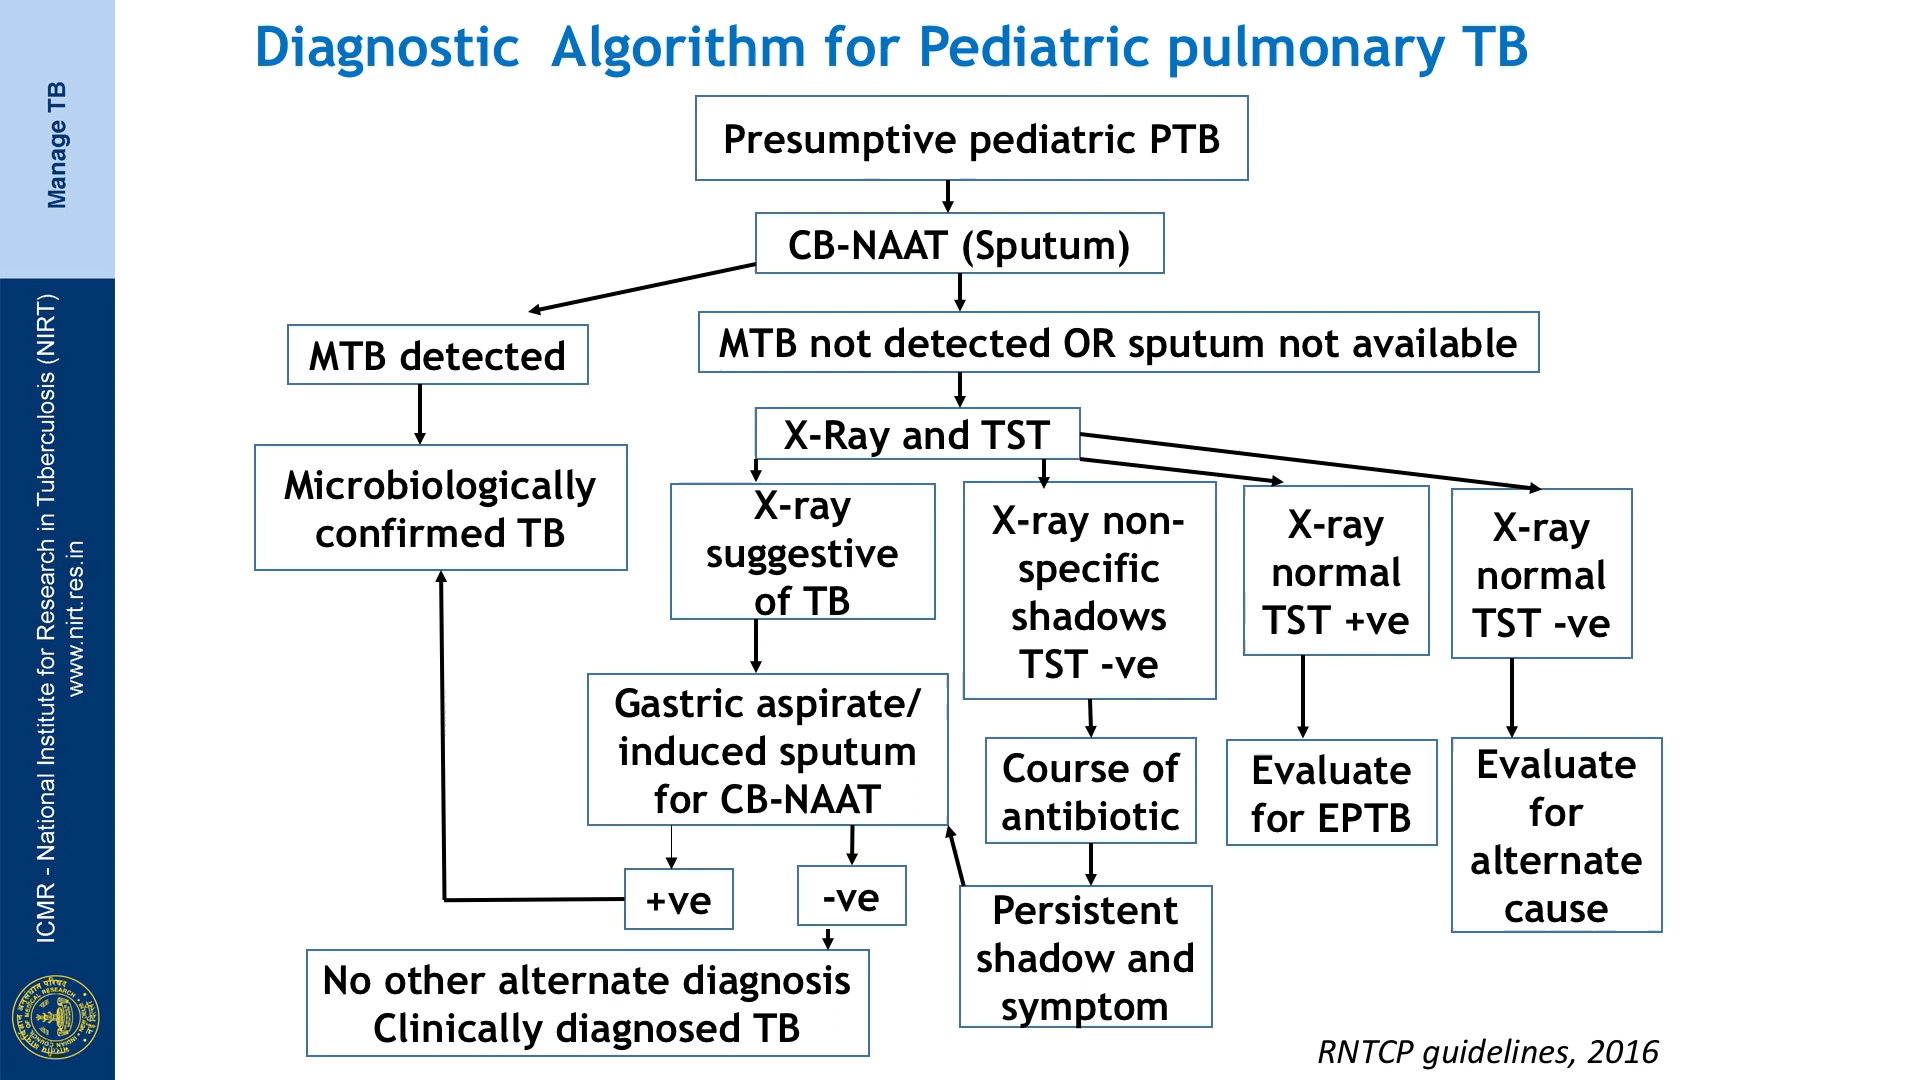 Diagnostic Algorithm for Pediatric pulmonary TB
Manage TB
ICMR - National Institute for Research in Tuberculosis (NIRT)
www.nirt.res.in
Presumptive pediatric PTB
CB-NAAT (Sputum)
MTB detected
MTB not detected OR sputum not available
Microbiologically
confirmed TB
X-Ray and TST
X-ray
suggestive
of TB
X-ray non-
specific
shadows
TST -ve
X-ray
normal
TST +ve
X-ray
normal
TST -ve
Gastric aspirate/
induced sputum
for CB-NAAT
Course of
antibiotic
Evaluate
for EPTB
Evaluate
for
alternate
cause
+ve
-ve
Persistent
shadow and
symptom
No other alternate diagnosis
Clinically diagnosed TB
RNTCP guidelines, 2016